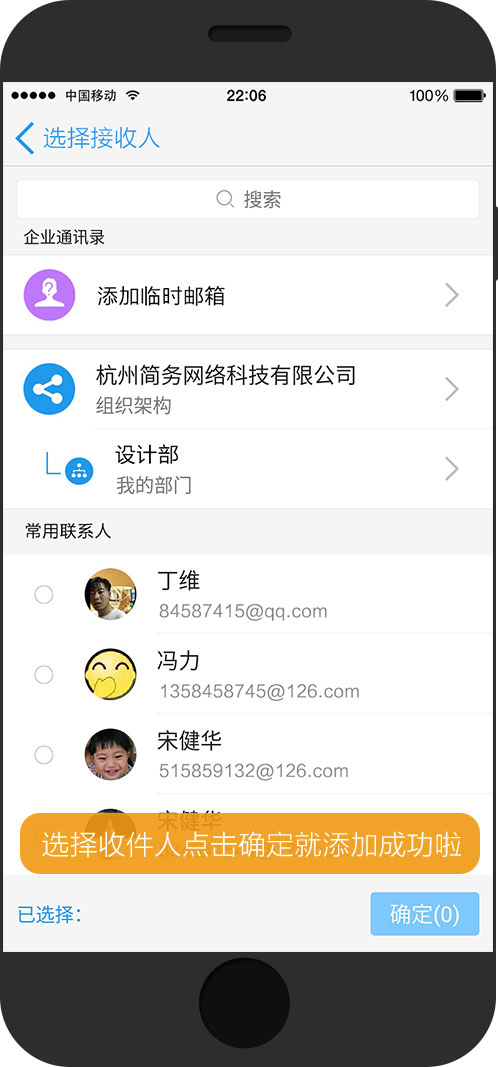 中国移动 22:06 100%
选择接收人
搜索
企业通讯录
添加临时邮箱
杭州简务网络科技有限公司
组织架构
设计部
我的部门
常用联系人
丁维
84587415@qq.com
冯力
1358458745@126.com
宋健华
515859132@126.com
宋健华
选择收件人点击确定就添加成功啦
已选择:
确定(0)